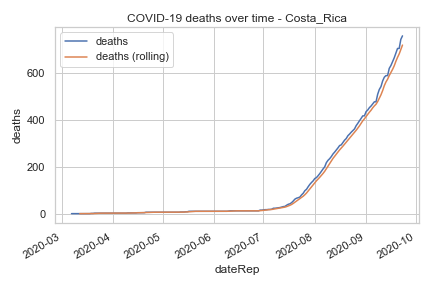 COVID-19 deaths over time - Costa_Rica
deaths
deaths (rolling)
deaths
600
400
200
0
2020-03
2020-04
2020-05
2020-06
2020-07
2020-08
2020-09
2020-10
dateRep